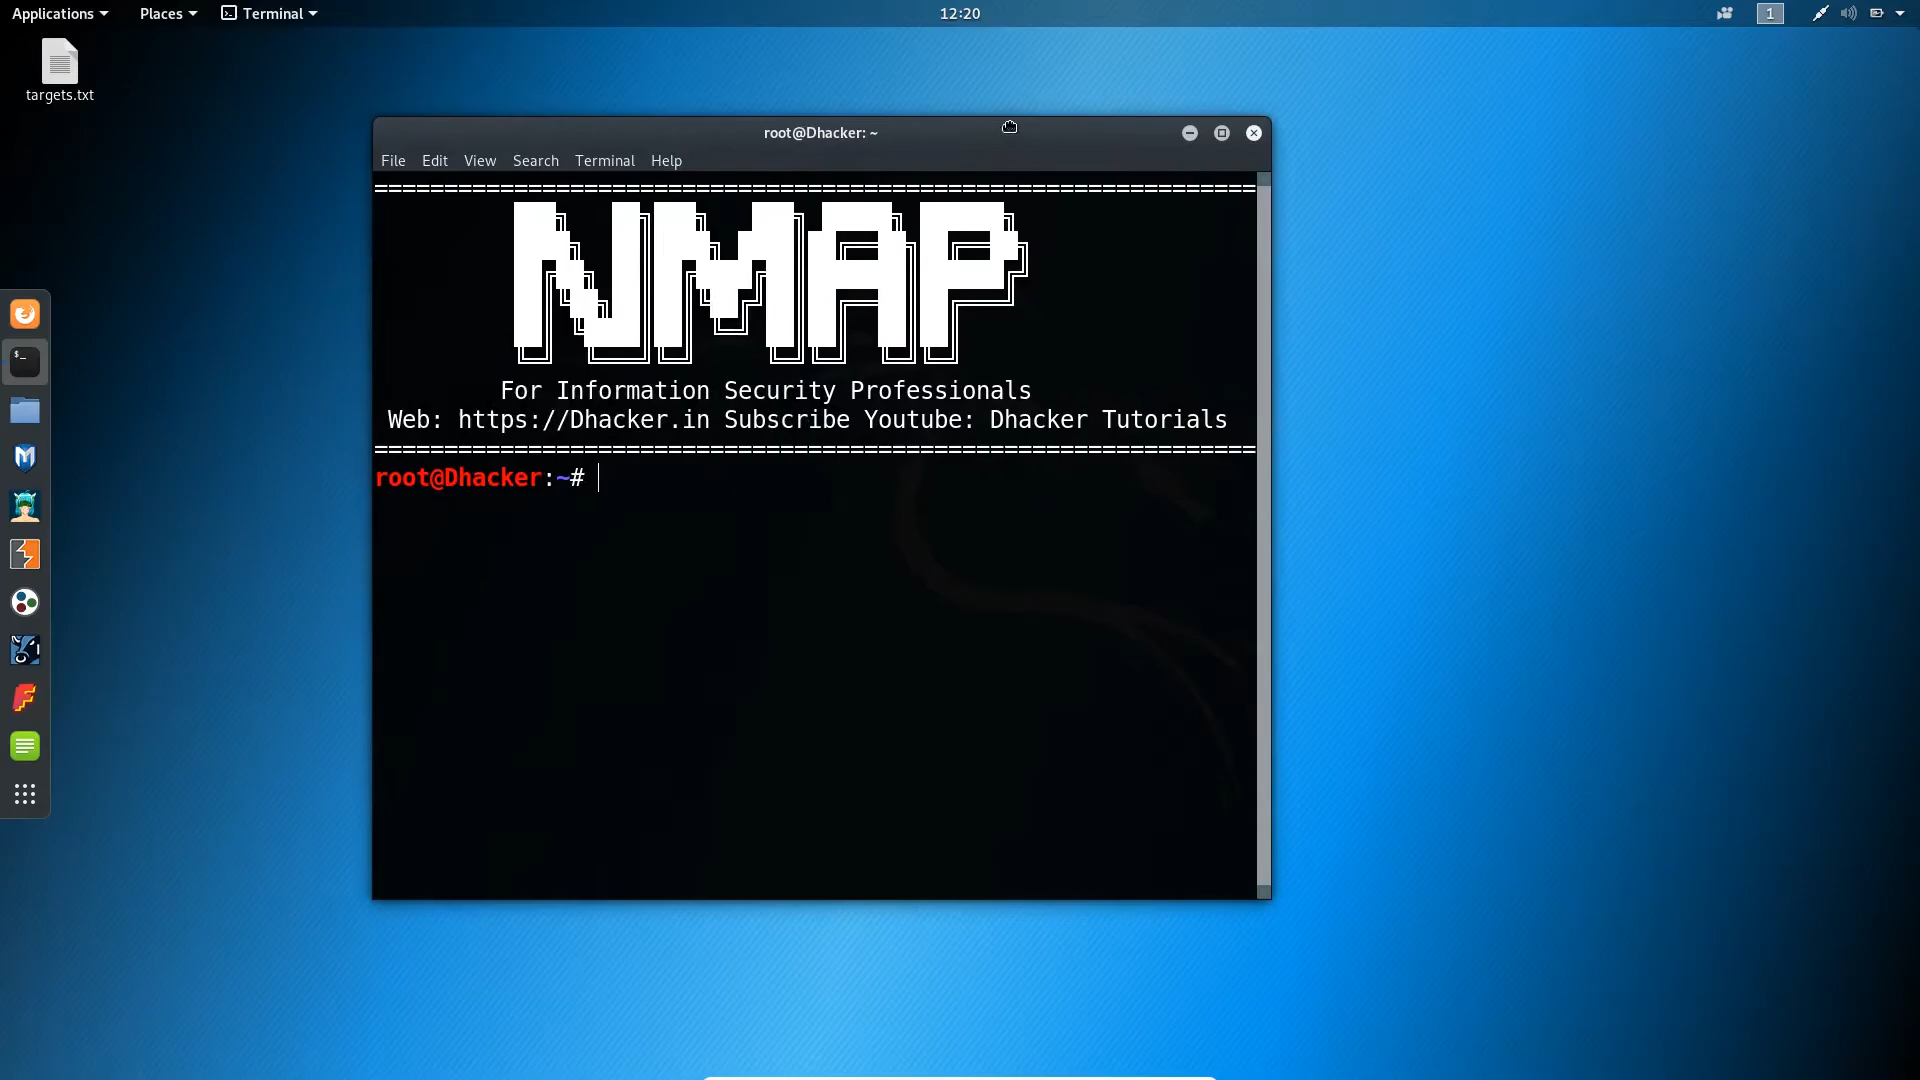 Applications Places Terminal 12:20 1
targets.txt
root@Dhacker: ~
File Edit View Search Terminal Help
NMAP
For Information Security Professionals
Web: https://Dhacker.in Subscribe Youtube: Dhacker Tutorials
root@Dhacker:~#